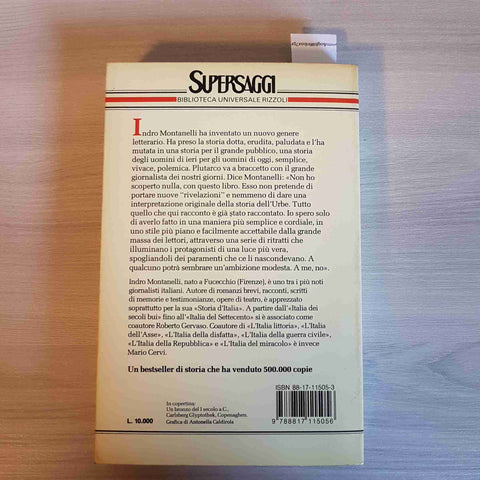 SUPERSAGGI
BIBLIOTECA UNIVERSALE RIZZOLI
Indro Montanelli ha inventato un nuovo genere
letterario. Ha preso la storia dotta, erudita, paludata e l'ha
mutata in una storia per il grande pubblico, una storia
degli uomini di ieri per gli uomini di oggi, semplice,
vivace, polemica. Plutarco va a braccetto con il grande
giornalista dei nostri giorni. Dice Montanelli: «Non ho
scoperto nulla, con questo libro. Esso non pretende di
portare nuove "rivelazioni" e nemmeno di dare una
interpretazione originale della storia dell'Urbe. Tutto
quello che qui racconto è già stato raccontato. Io spero solo
di averlo fatto in una maniera più semplice e cordiale, in
uno stile più piano e facilmente accettabile dalla grande
massa dei lettori, attraverso una serie di ritratti che
illuminano i protagonisti di una luce più vera,
spogliandoli dei paramenti che ce li nascondevano. A
qualcuno potrà sembrare un'ambizione modesta. A me, no».
Indro Montanelli, nato a Fucecchio (Firenze), è uno tra i più noti
giornalisti italiani. Autore di romanzi brevi, racconti, scritti
di memorie e testimonianze, opere di teatro, è apprezzato
soprattutto per la sua «Storia d'Italia». A partire dall'«Italia dei
secoli bui» fino all'«Italia del Settecento» si è associato come
coautore Roberto Gervaso. Coautore di «L'Italia littoria», «L'Italia
dell'Asse», «L'Italia della disfatta», «L'Italia della guerra civile»,
«L'Italia della Repubblica» e «L'Italia del miracolo» è invece
Mario Cervi.
Un bestseller di storia che ha venduto 500.000 copie
ISBN 88-17-11505-3
In copertina:
Un bronzo del I secolo a.C.,
Carlsberg Glyptothek, Copenaghen.
Grafica di Antonella Caldirola
L. 10.000
9 788817 115056